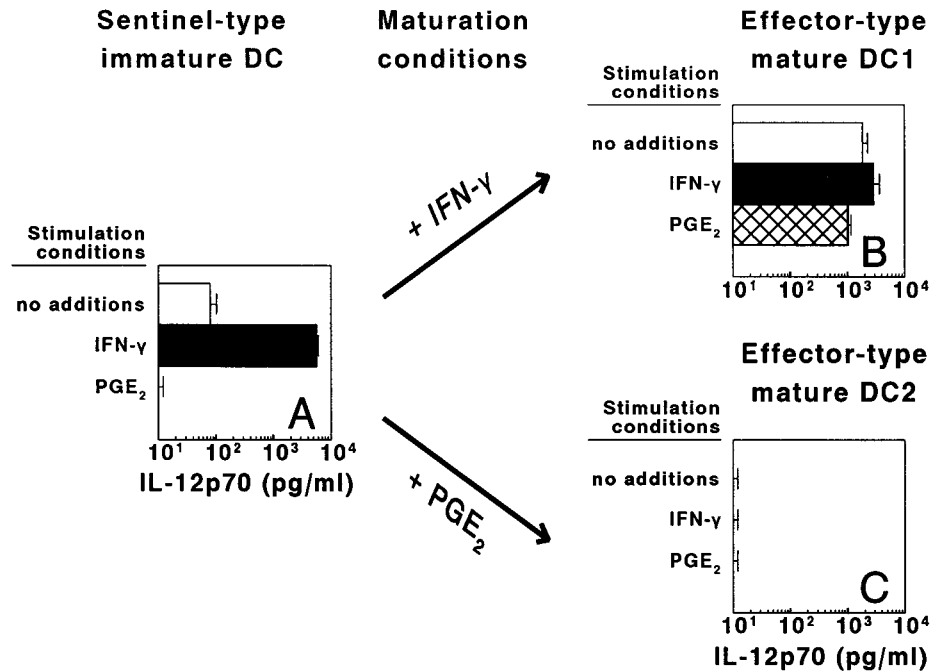 Sentinel-type
immature DC
Maturation
conditions
Effector-type
mature DC1
Stimulation
conditions
no additions
IFN-γ
PGE₂
B
10¹ 10² 10³ 10⁴
+ IFN-γ
Stimulation
conditions
no additions
IFN-γ
PGE₂
A
10¹ 10² 10³ 10⁴
IL-12p70 (pg/ml)
+ PGE₂
Effector-type
mature DC2
Stimulation
conditions
no additions
IFN-γ
PGE₂
C
10¹ 10² 10³ 10⁴
IL-12p70 (pg/ml)